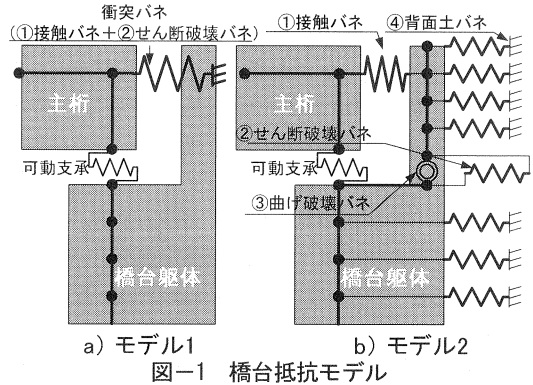 衝突バネ
(①接触バネ＋②せん断破壊バネ)
主桁
可動支承
橋台躯体
a) モデル1
①接触バネ
④背面土バネ
主桁
②せん断破壊バネ
可動支承
③曲げ破壊バネ
橋台躯体
b) モデル2
図－1 橋台抵抗モデル